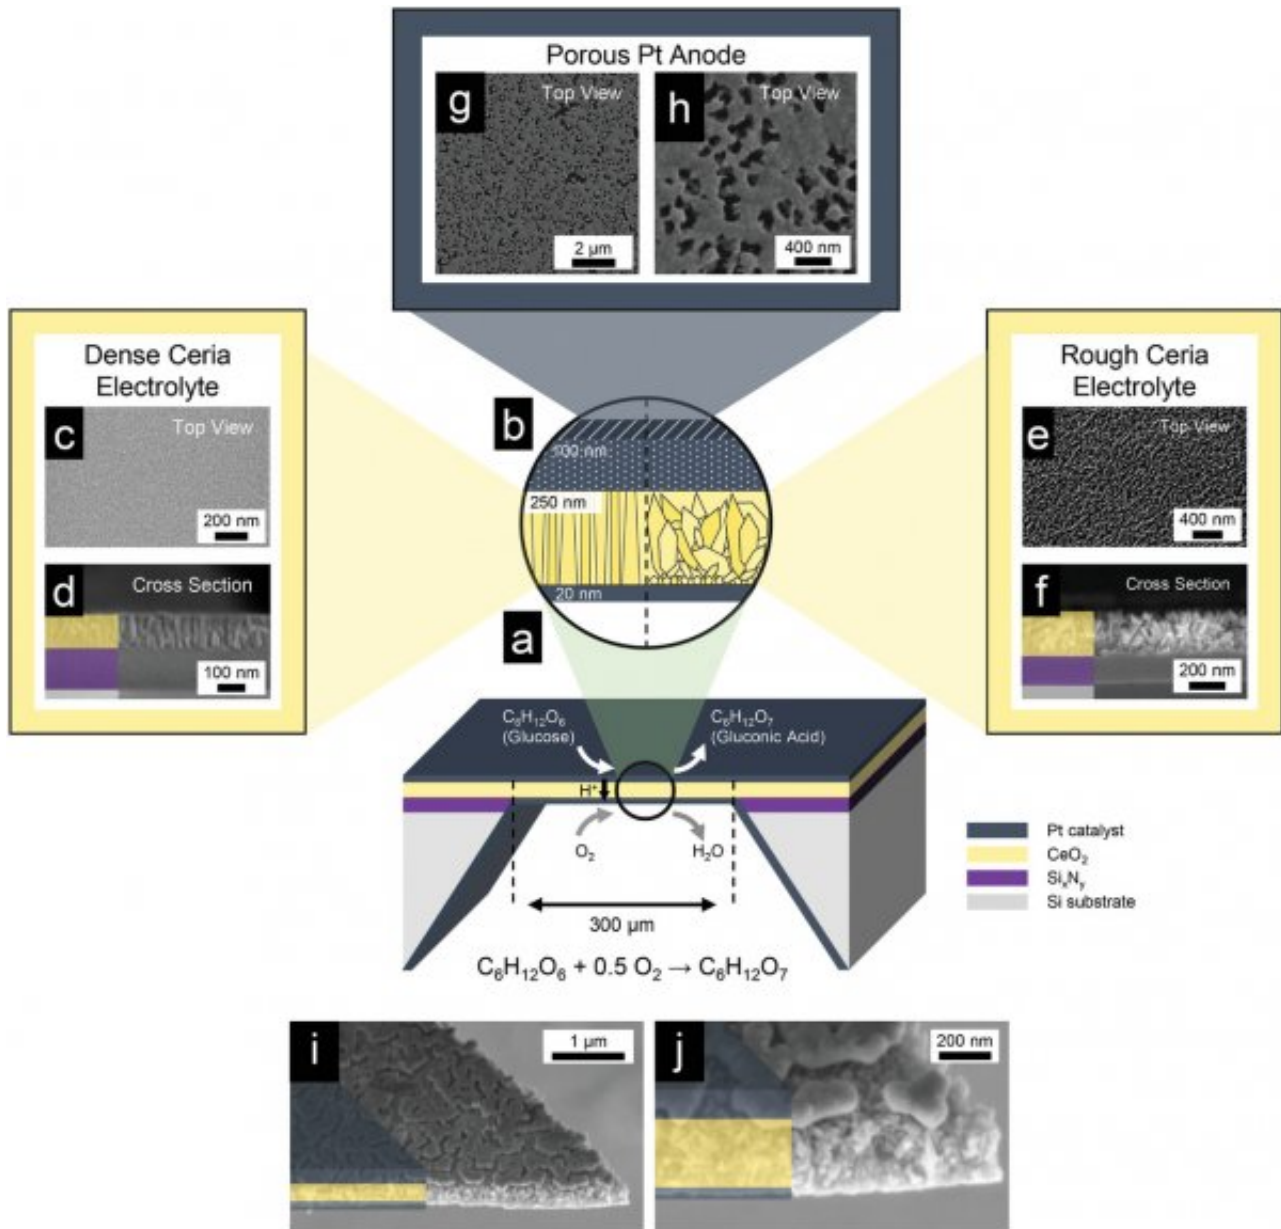 Porous Pt Anode
g
Top View
2 µm
h
Top View
400 nm
Dense Ceria
Electrolyte
c
Top View
200 nm
d
Cross Section
100 nm
b
100 nm
250 nm
20 nm
a
Rough Ceria
Electrolyte
e
Top View
400 nm
f
Cross Section
200 nm
C₆H₁₂O₆
(Glucose)
C₆H₁₂O₇
(Gluconic Acid)
H⁺
O₂
H₂O
300 µm
C₆H₁₂O₆ + 0.5 O₂ → C₆H₁₂O₇
Pt catalyst
CeO₂
SiₓNᵧ
Si substrate
i
1 µm
j
200 nm